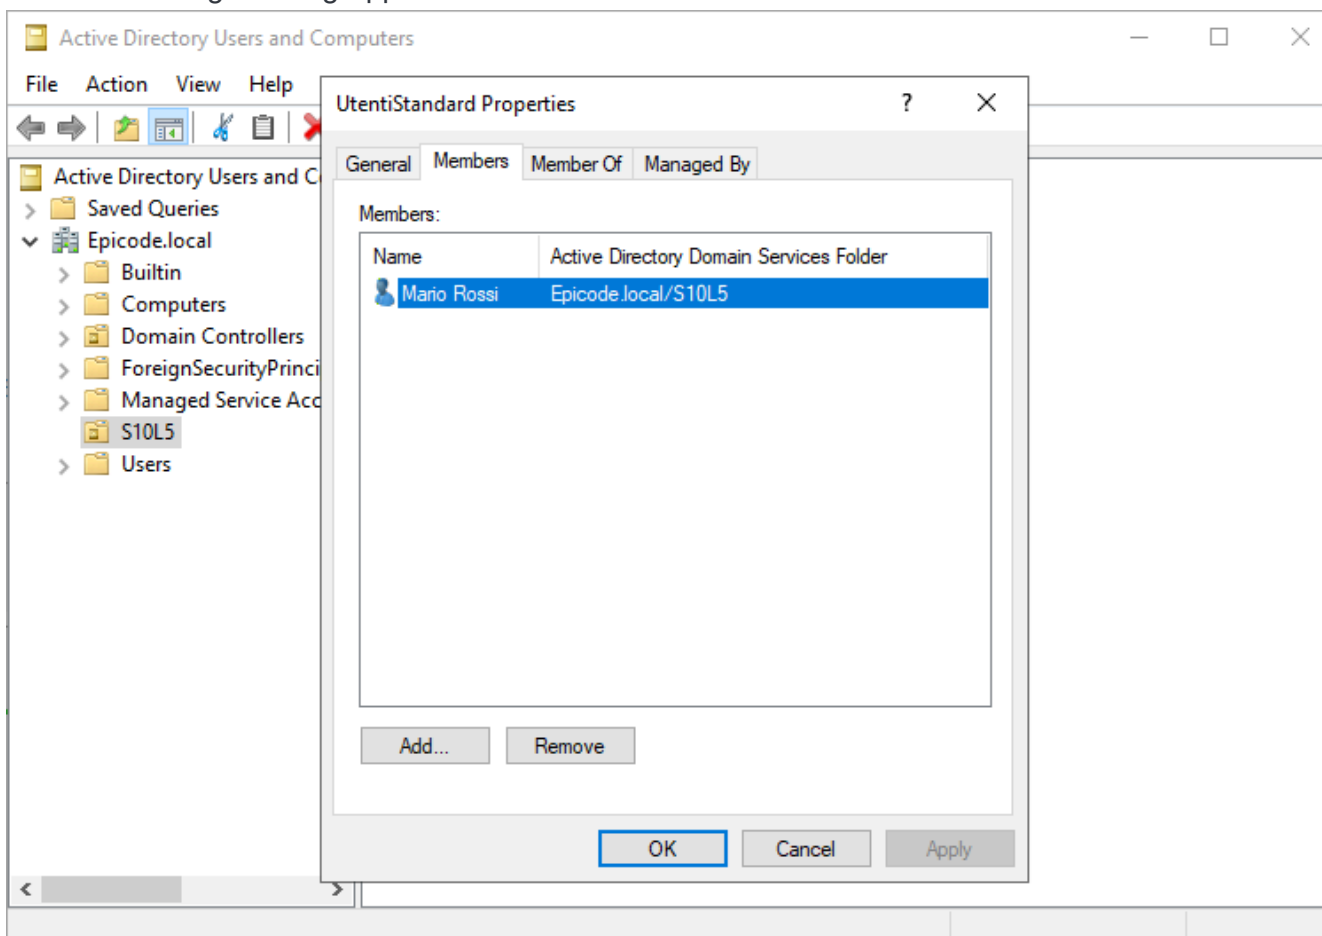 Active Directory Users and Computers
File Action View Help
UtentiStandard Properties ?
General Members Member Of Managed By
Active Directory Users and C
Saved Queries
Epicode.local
Builtin
Computers
Domain Controllers
ForeignSecurityPrinci
Managed Service Acc
S10L5
Users
Members:
Name Active Directory Domain Services Folder
Mario Rossi Epicode.local/S10L5
Add... Remove
OK Cancel Apply